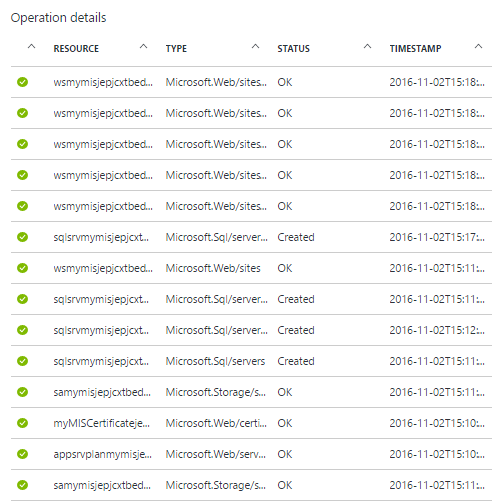 Operation details
RESOURCE TYPE STATUS TIMESTAMP
wsmymisjepjcxtbed... Microsoft.Web/sites... OK 2016-11-02T15:18:...
wsmymisjepjcxtbed... Microsoft.Web/sites... OK 2016-11-02T15:18:...
wsmymisjepjcxtbed... Microsoft.Web/sites... OK 2016-11-02T15:18:...
wsmymisjepjcxtbed... Microsoft.Web/sites... OK 2016-11-02T15:18:...
wsmymisjepjcxtbed... Microsoft.Web/sites... OK 2016-11-02T15:18:...
sqlsrvmymisjepjcxt... Microsoft.Sql/server... Created 2016-11-02T15:17:...
wsmymisjepjcxtbed... Microsoft.Web/sites OK 2016-11-02T15:11:...
sqlsrvmymisjepjcxt... Microsoft.Sql/server... Created 2016-11-02T15:11:...
sqlsrvmymisjepjcxt... Microsoft.Sql/server... Created 2016-11-02T15:12:...
sqlsrvmymisjepjcxt... Microsoft.Sql/servers Created 2016-11-02T15:11:...
samymisjepjcxtbed... Microsoft.Storage/s... OK 2016-11-02T15:11:...
myMISCertificateje... Microsoft.Web/certi... OK 2016-11-02T15:10:...
appsrvplanmymisje... Microsoft.Web/serv... OK 2016-11-02T15:10:...
samymisjepjcxtbed... Microsoft.Storage/s... OK 2016-11-02T15:11:...